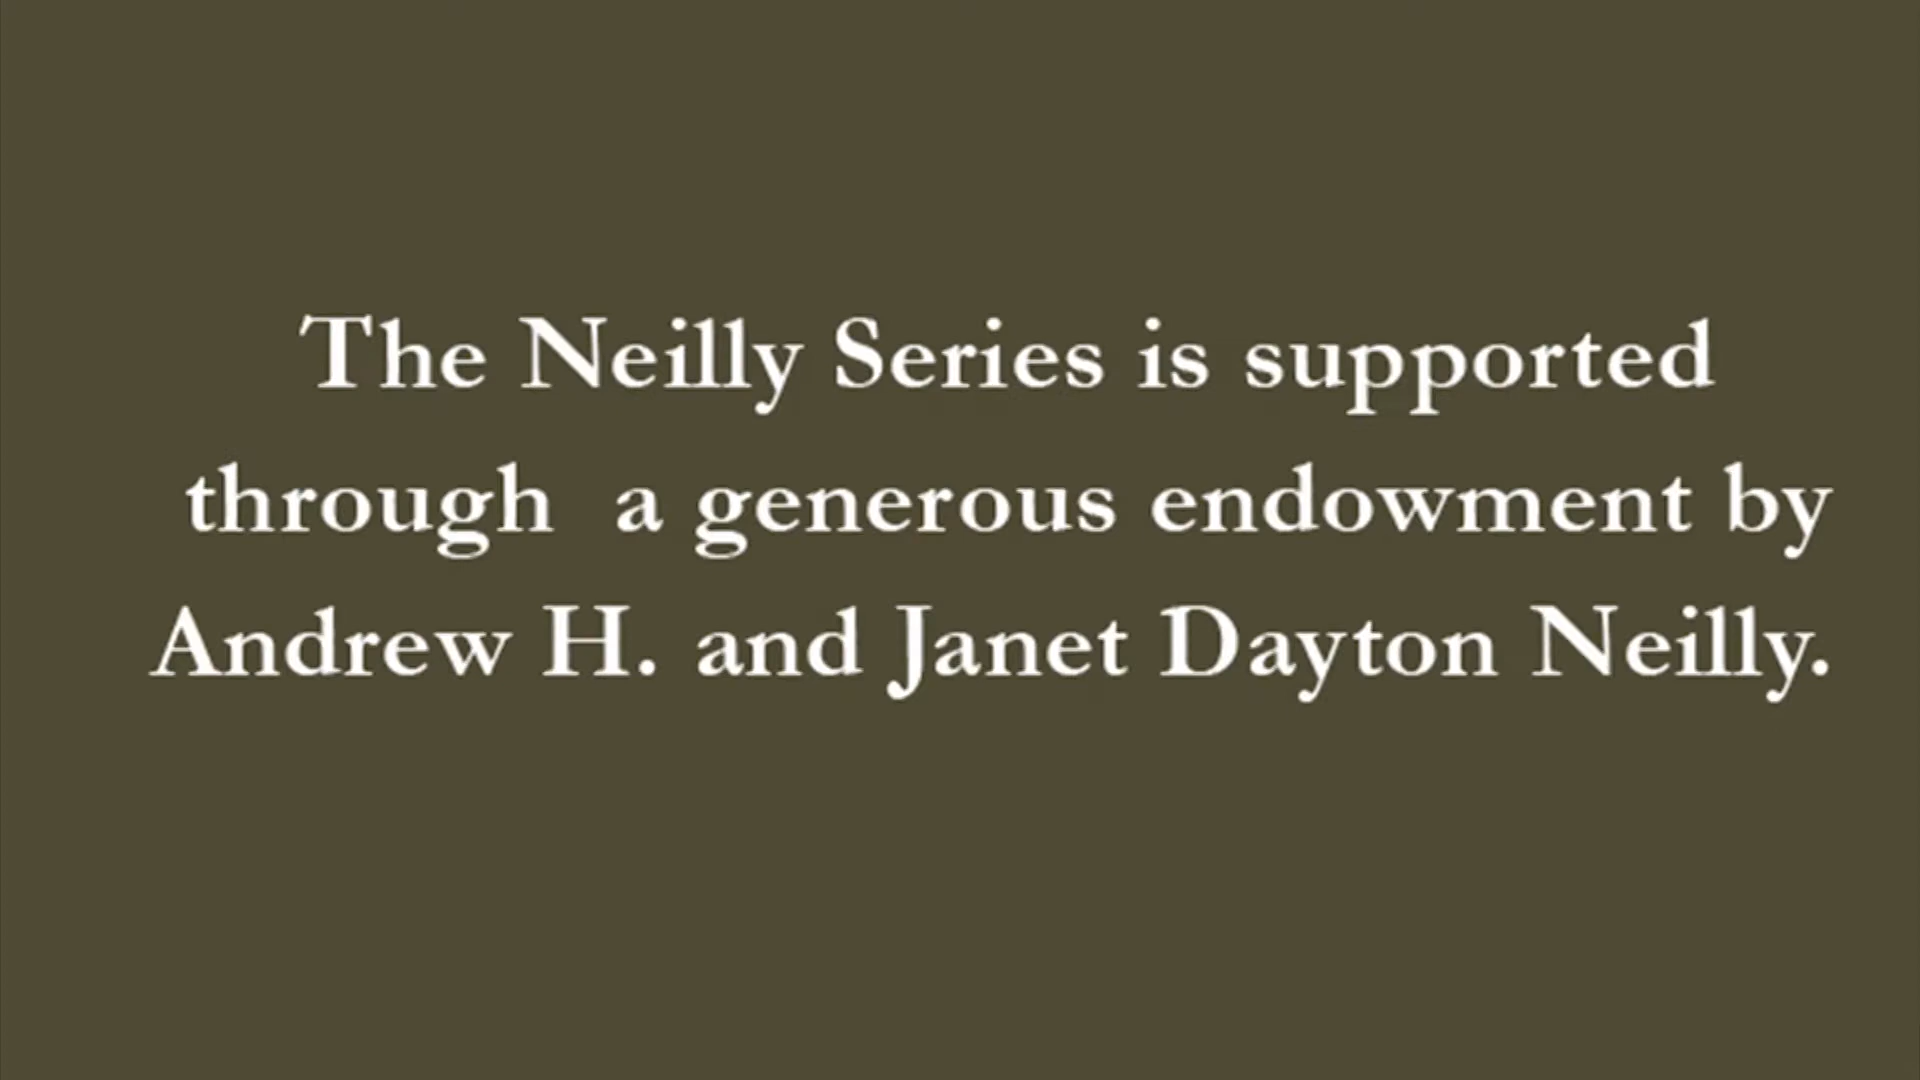 The Neilly Series is supported
through  a generous endowment by
Andrew H. and Janet Dayton Neilly.